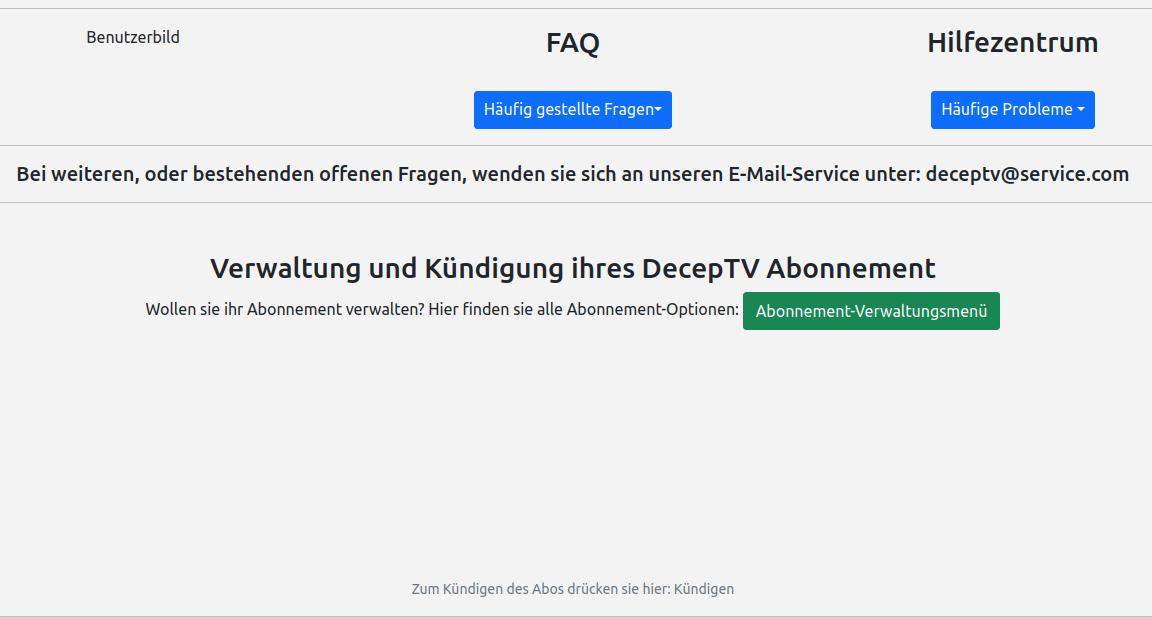 Benutzerbild
FAQ
Hilfezentrum
Häufig gestellte Fragen
Häufige Probleme
Bei weiteren, oder bestehenden offenen Fragen, wenden sie sich an unseren E-Mail-Service unter: deceptv@service.com
Verwaltung und Kündigung ihres DecepTV Abonnement
Wollen sie ihr Abonnement verwalten? Hier finden sie alle Abonnement-Optionen: Abonnement-Verwaltungsmenü
Zum Kündigen des Abos drücken sie hier: Kündigen